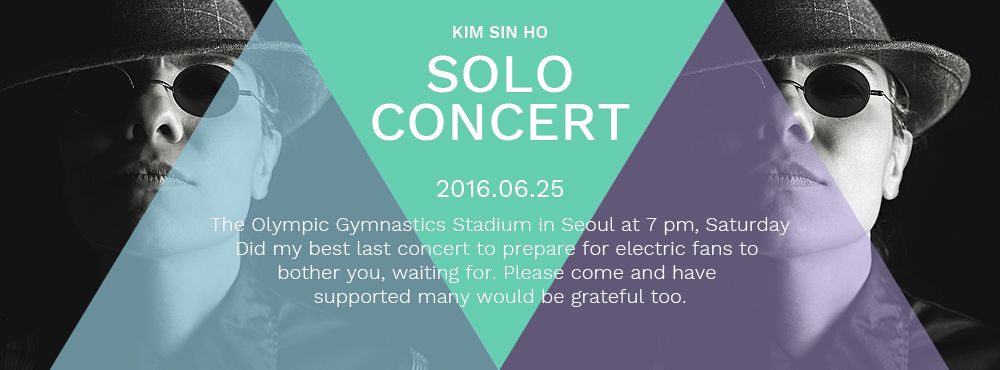 KIM SIN HO
SOLO
CONCERT
2016.06.25
The Olympic Gymnastics Stadium in Seoul at 7 pm, Saturday
Did my best last concert to prepare for electric fans to
bother you, waiting for. Please come and have
supported many would be grateful too.